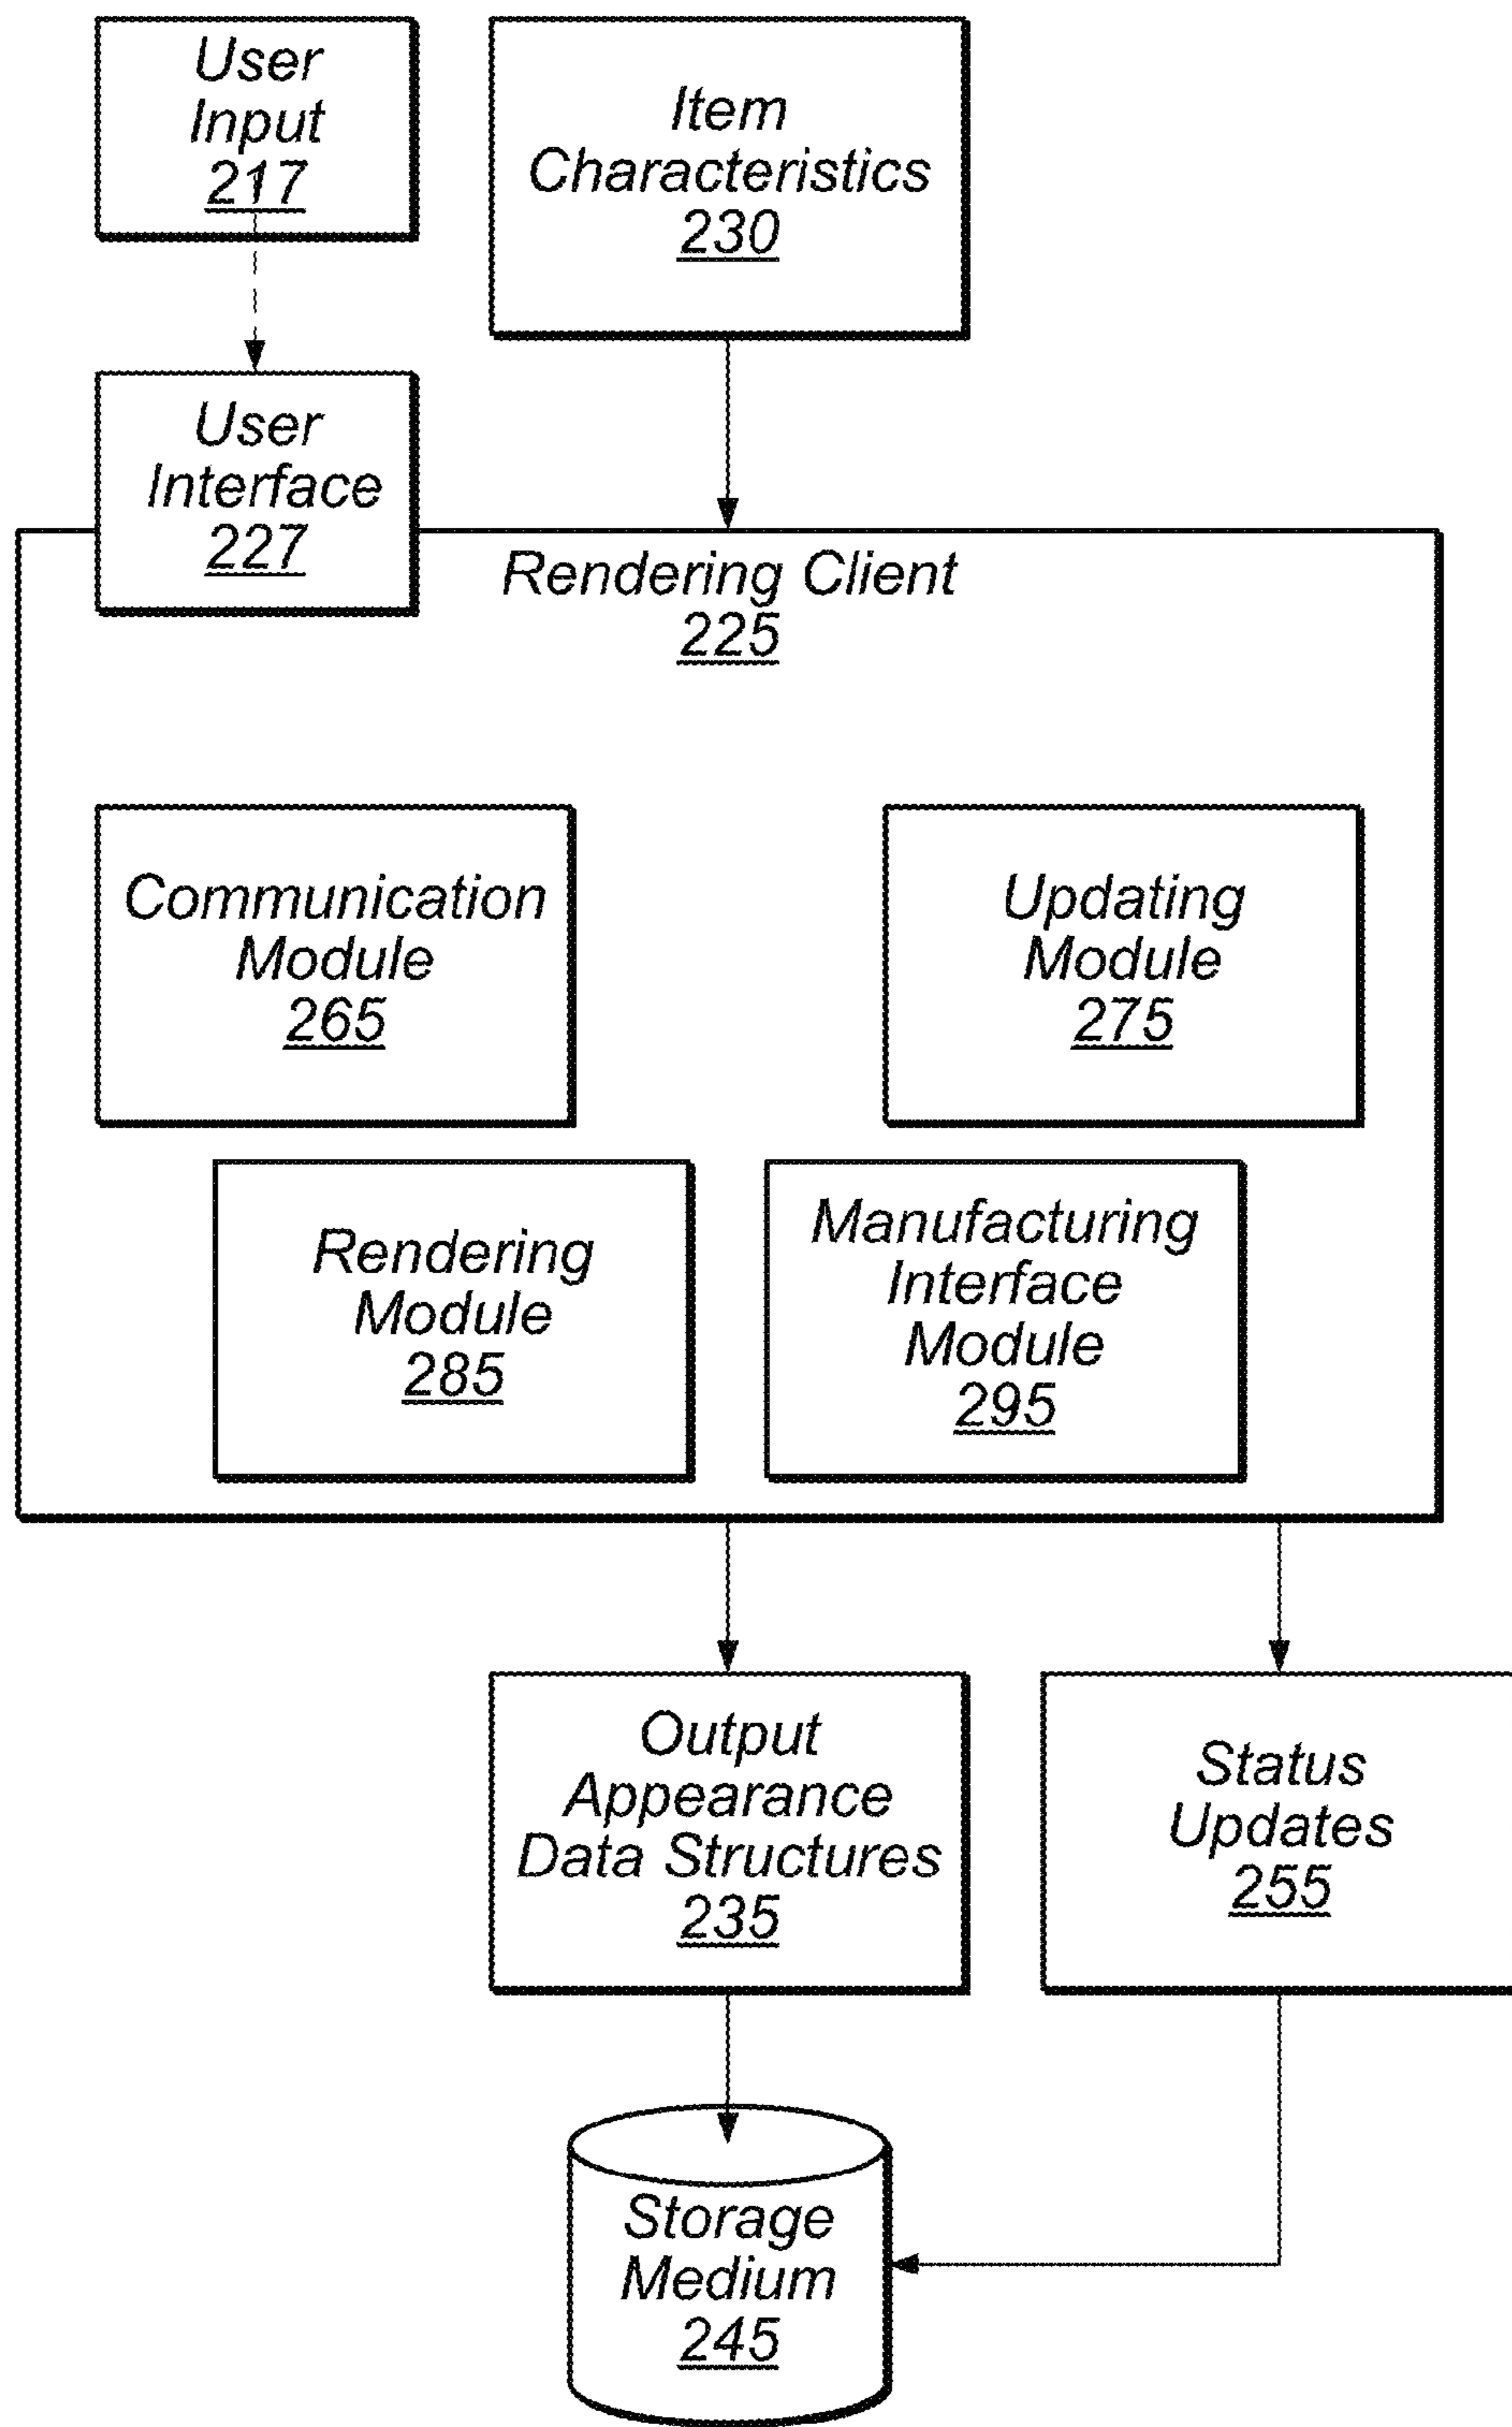 User
Input
217
Item
Characteristics
230
User
Interface
227
Rendering Client
225
Communication
Module
265
Updating
Module
275
Rendering
Module
285
Manufacturing
Interface
Module
295
Output
Appearance
Data Structures
235
Status
Updates
255
Storage
Medium
245